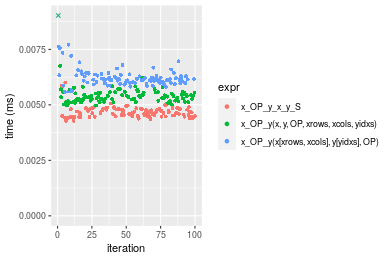 0.0075
0.0050
0.0025
0.0000
time (ms)
0
25
50
75
100
iteration
expr
x_OP_y_x_y_S
x_OP_y(x, y, OP, xrows, xcols, yidxs)
x_OP_y(x[xrows, xcols], y[yidxs], OP)